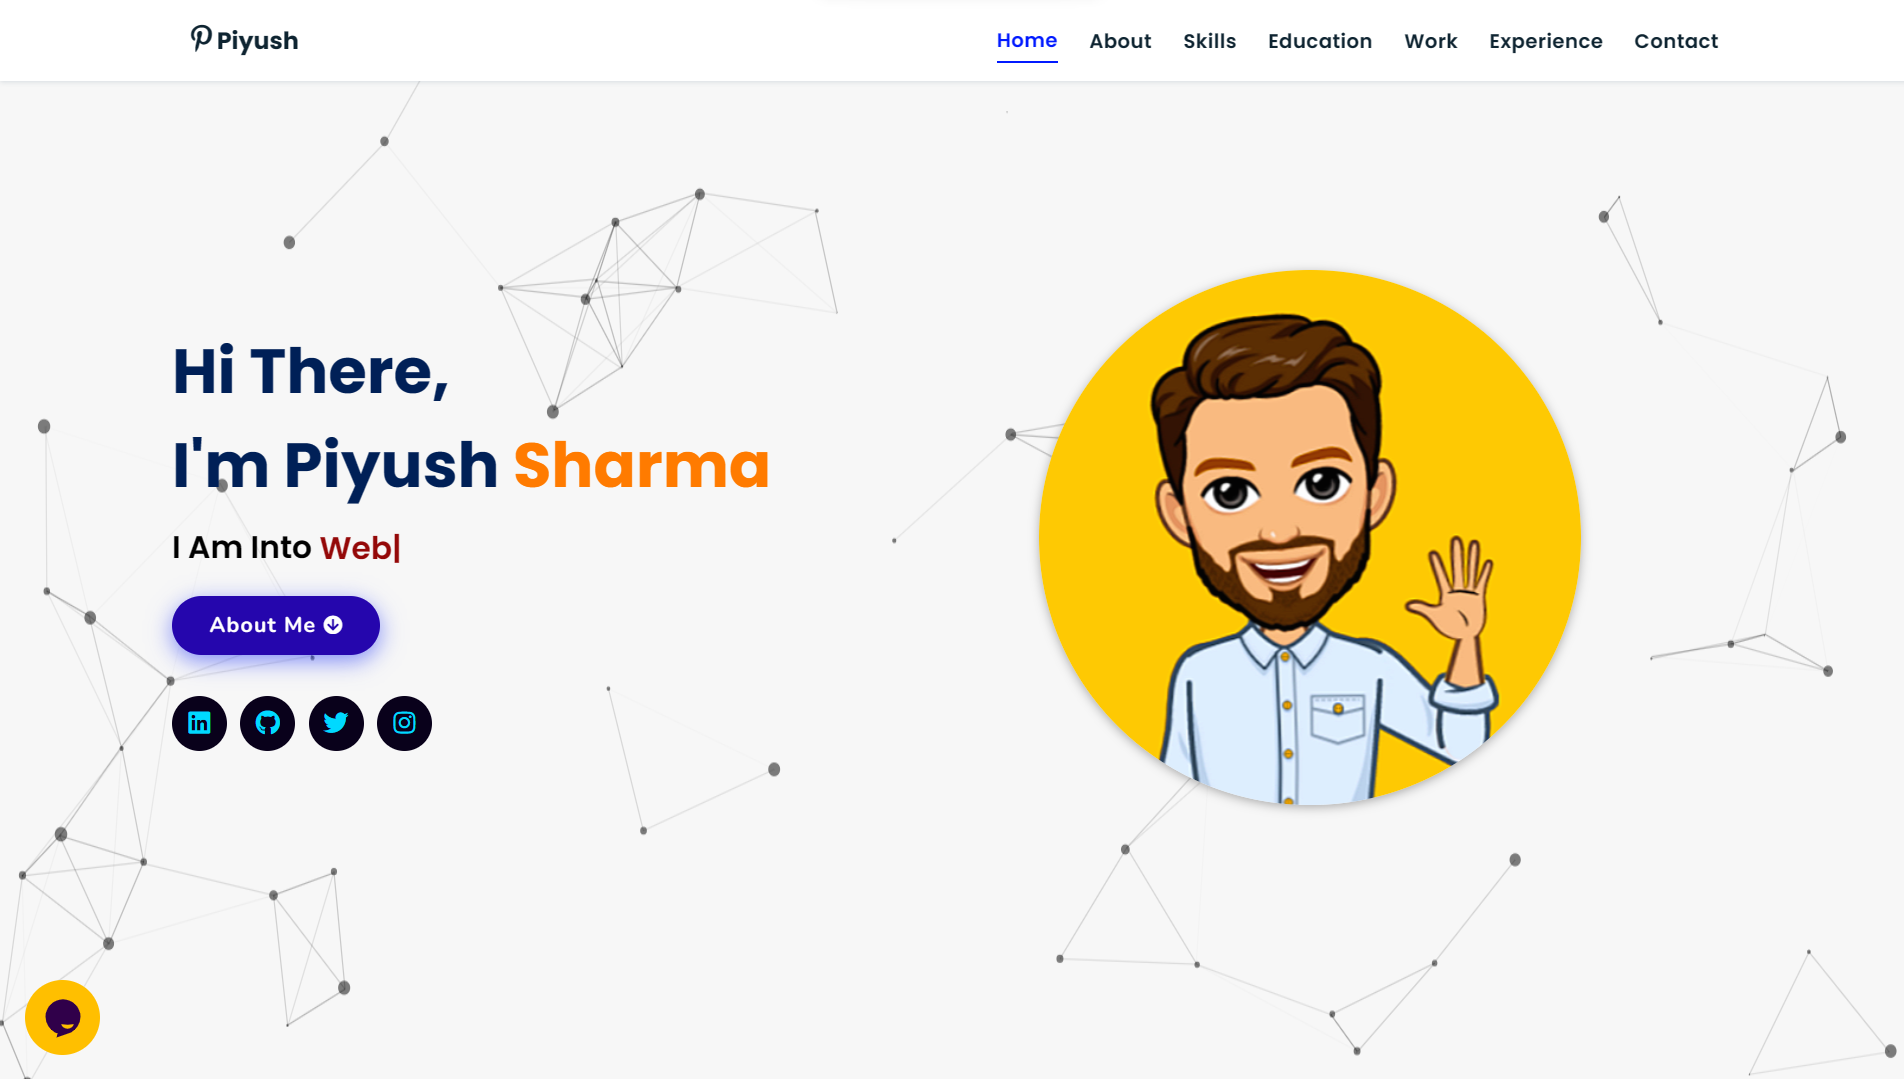 Piyush
Home About Skills Education Work Experience Contact
Hi There,
I'm Piyush Sharma
I Am Into Web|
About Me